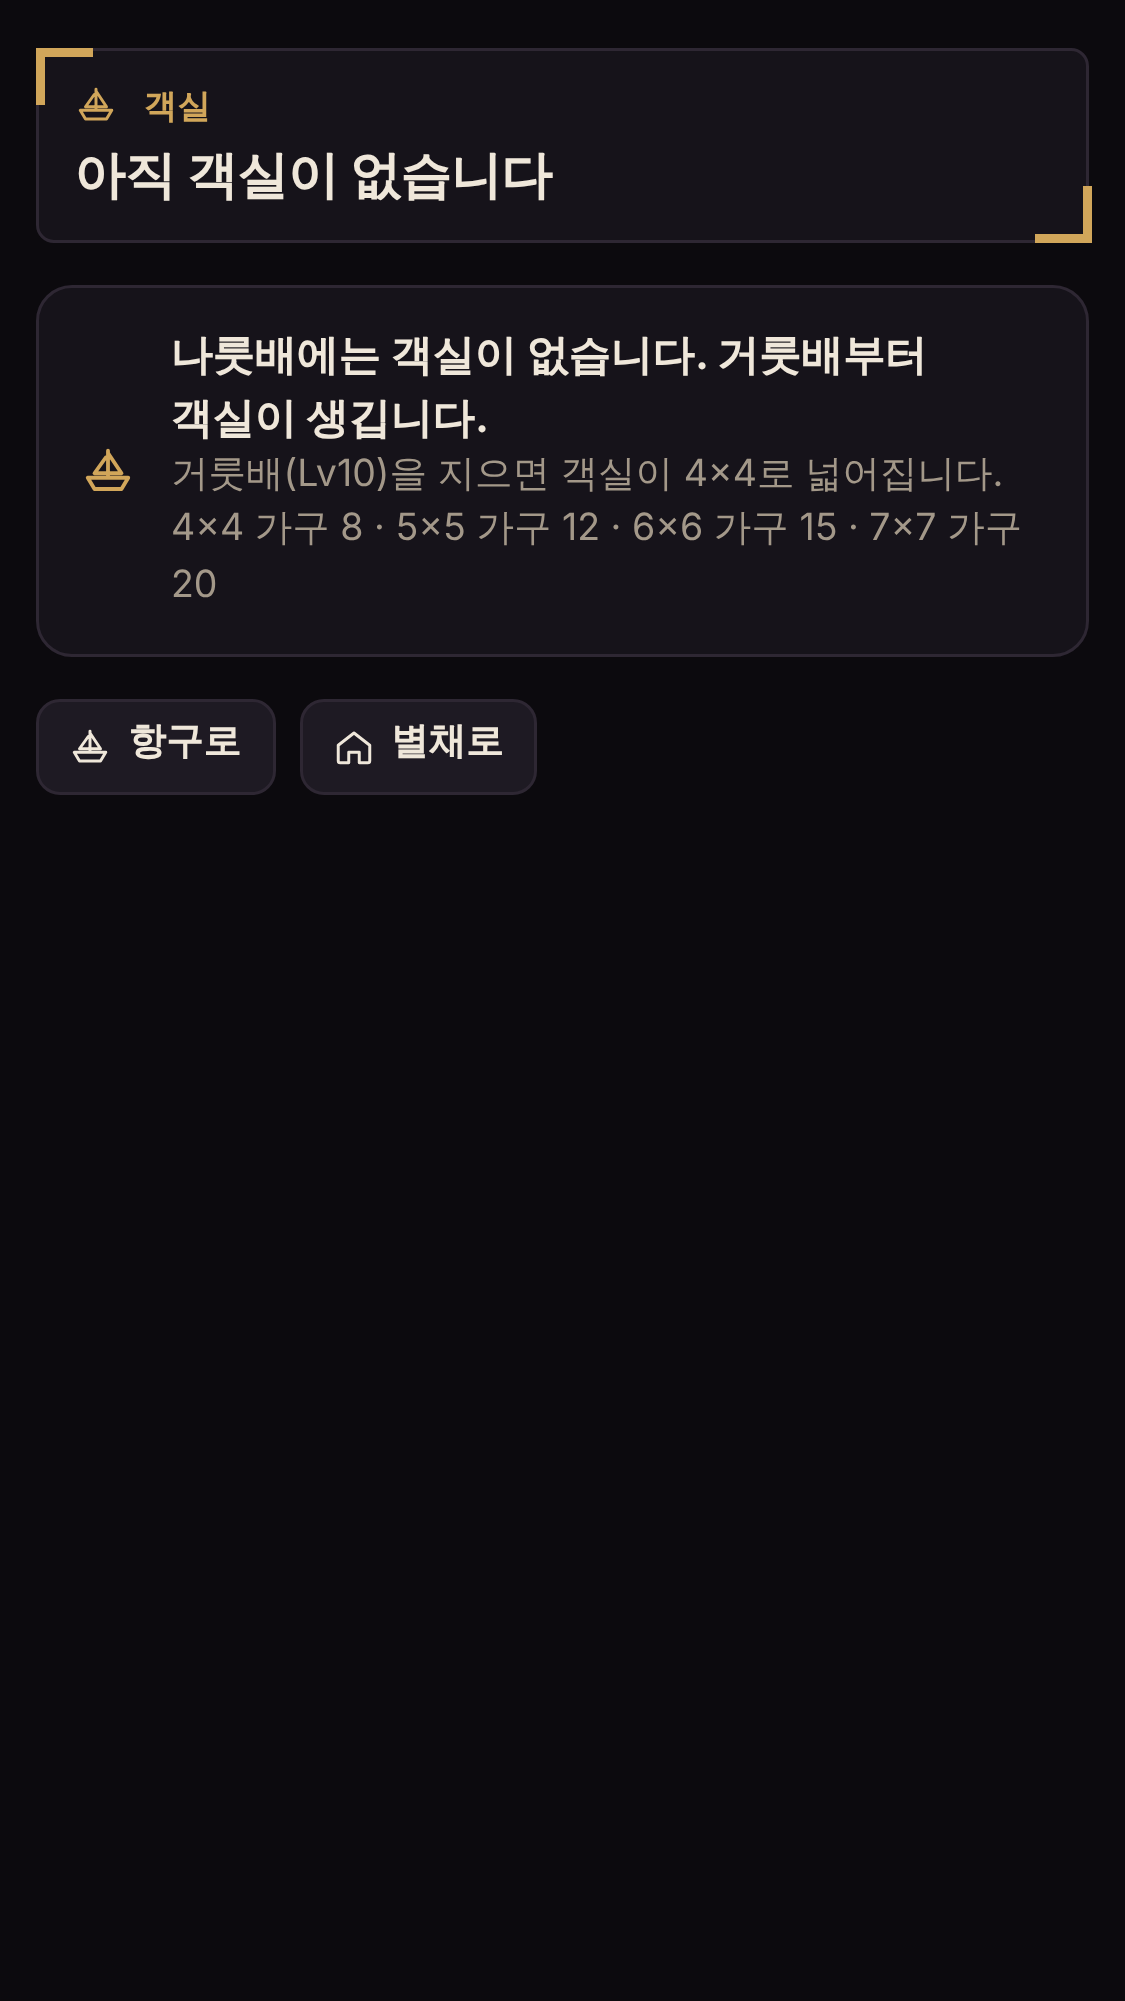 객실
아직 객실이 없습니다
나룻배에는 객실이 없습니다. 거룻배부터
객실이 생깁니다.
거룻배(Lv10)을 지으면 객실이 4×4로 넓어집니다.
4×4 가구 8 · 5×5 가구 12 · 6×6 가구 15 · 7×7 가구
20
항구로
별채로